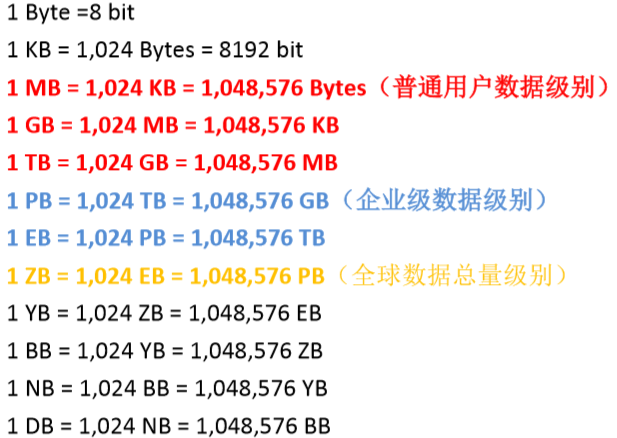 1 Byte =8 bit
1 KB = 1,024 Bytes = 8192 bit
1 MB = 1,024 KB = 1,048,576 Bytes（普通用户数据级别）
1 GB = 1,024 MB = 1,048,576 KB
1 TB = 1,024 GB = 1,048,576 MB
1 PB = 1,024 TB = 1,048,576 GB（企业级数据级别）
1 EB = 1,024 PB = 1,048,576 TB
1 ZB = 1,024 EB = 1,048,576 PB（全球数据总量级别）
1 YB = 1,024 ZB = 1,048,576 EB
1 BB = 1,024 YB = 1,048,576 ZB
1 NB = 1,024 BB = 1,048,576 YB
1 DB = 1,024 NB = 1,048,576 BB